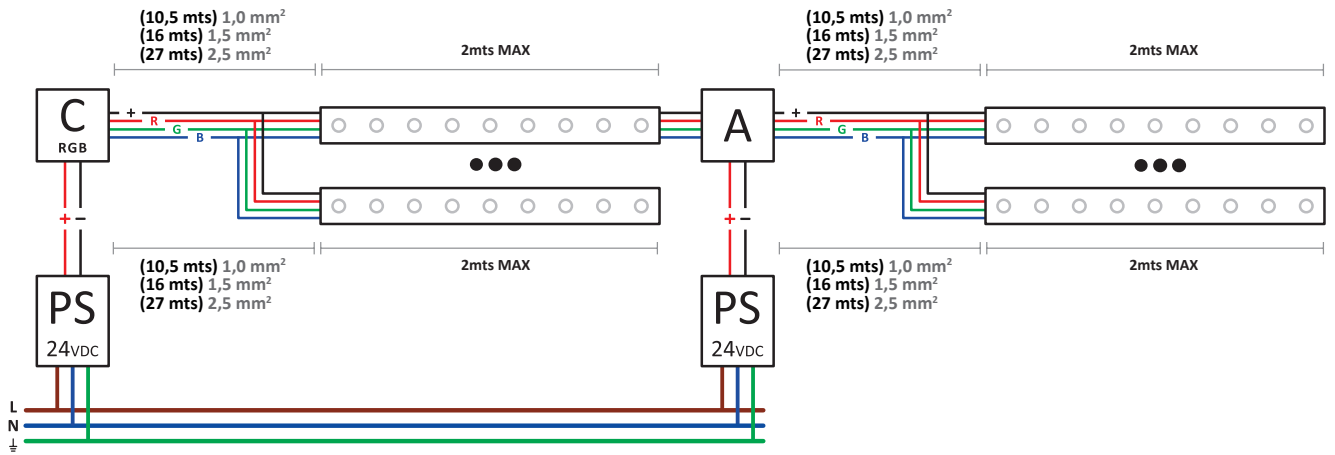 (10,5 mts) 1,0 mm²
(16 mts) 1,5 mm²
(27 mts) 2,5 mm²
2mts MAX
(10,5 mts) 1,0 mm²
(16 mts) 1,5 mm²
(27 mts) 2,5 mm²
2mts MAX
C
RGB
+
R
G
B
A
+
R
G
B
+ −
+ −
(10,5 mts) 1,0 mm²
(16 mts) 1,5 mm²
(27 mts) 2,5 mm²
2mts MAX
(10,5 mts) 1,0 mm²
(16 mts) 1,5 mm²
(27 mts) 2,5 mm²
2mts MAX
PS
24VDC
PS
24VDC
L
N
⏚